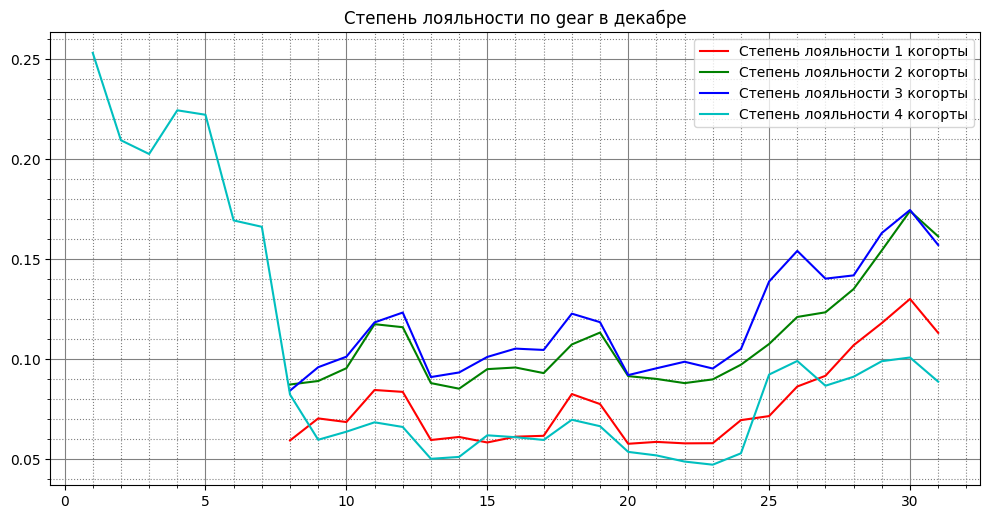 Степень лояльности по gear в декабре
Степень лояльности 1 когорты
Степень лояльности 2 когорты
Степень лояльности 3 когорты
Степень лояльности 4 когорты
0.25
0.20
0.15
0.10
0.05
0 5 10 15 20 25 30